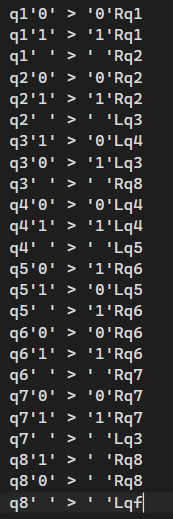 q1'0' > '0'Rq1
q1'1' > '1'Rq1
q1' ' > ' 'Rq2
q2'0' > '0'Rq2
q2'1' > '1'Rq2
q2' ' > ' 'Lq3
q3'1' > '0'Lq4
q3'0' > '1'Lq3
q3' ' > ' 'Rq8
q4'0' > '0'Lq4
q4'1' > '1'Lq4
q4' ' > ' 'Lq5
q5'0' > '1'Rq6
q5'1' > '0'Lq5
q5' ' > '1'Rq6
q6'0' > '0'Rq6
q6'1' > '1'Rq6
q6' ' > ' 'Rq7
q7'0' > '0'Rq7
q7'1' > '1'Rq7
q7' ' > ' 'Lq3
q8'1' > ' 'Rq8
q8'0' > ' 'Rq8
q8' ' > ' 'Lqf